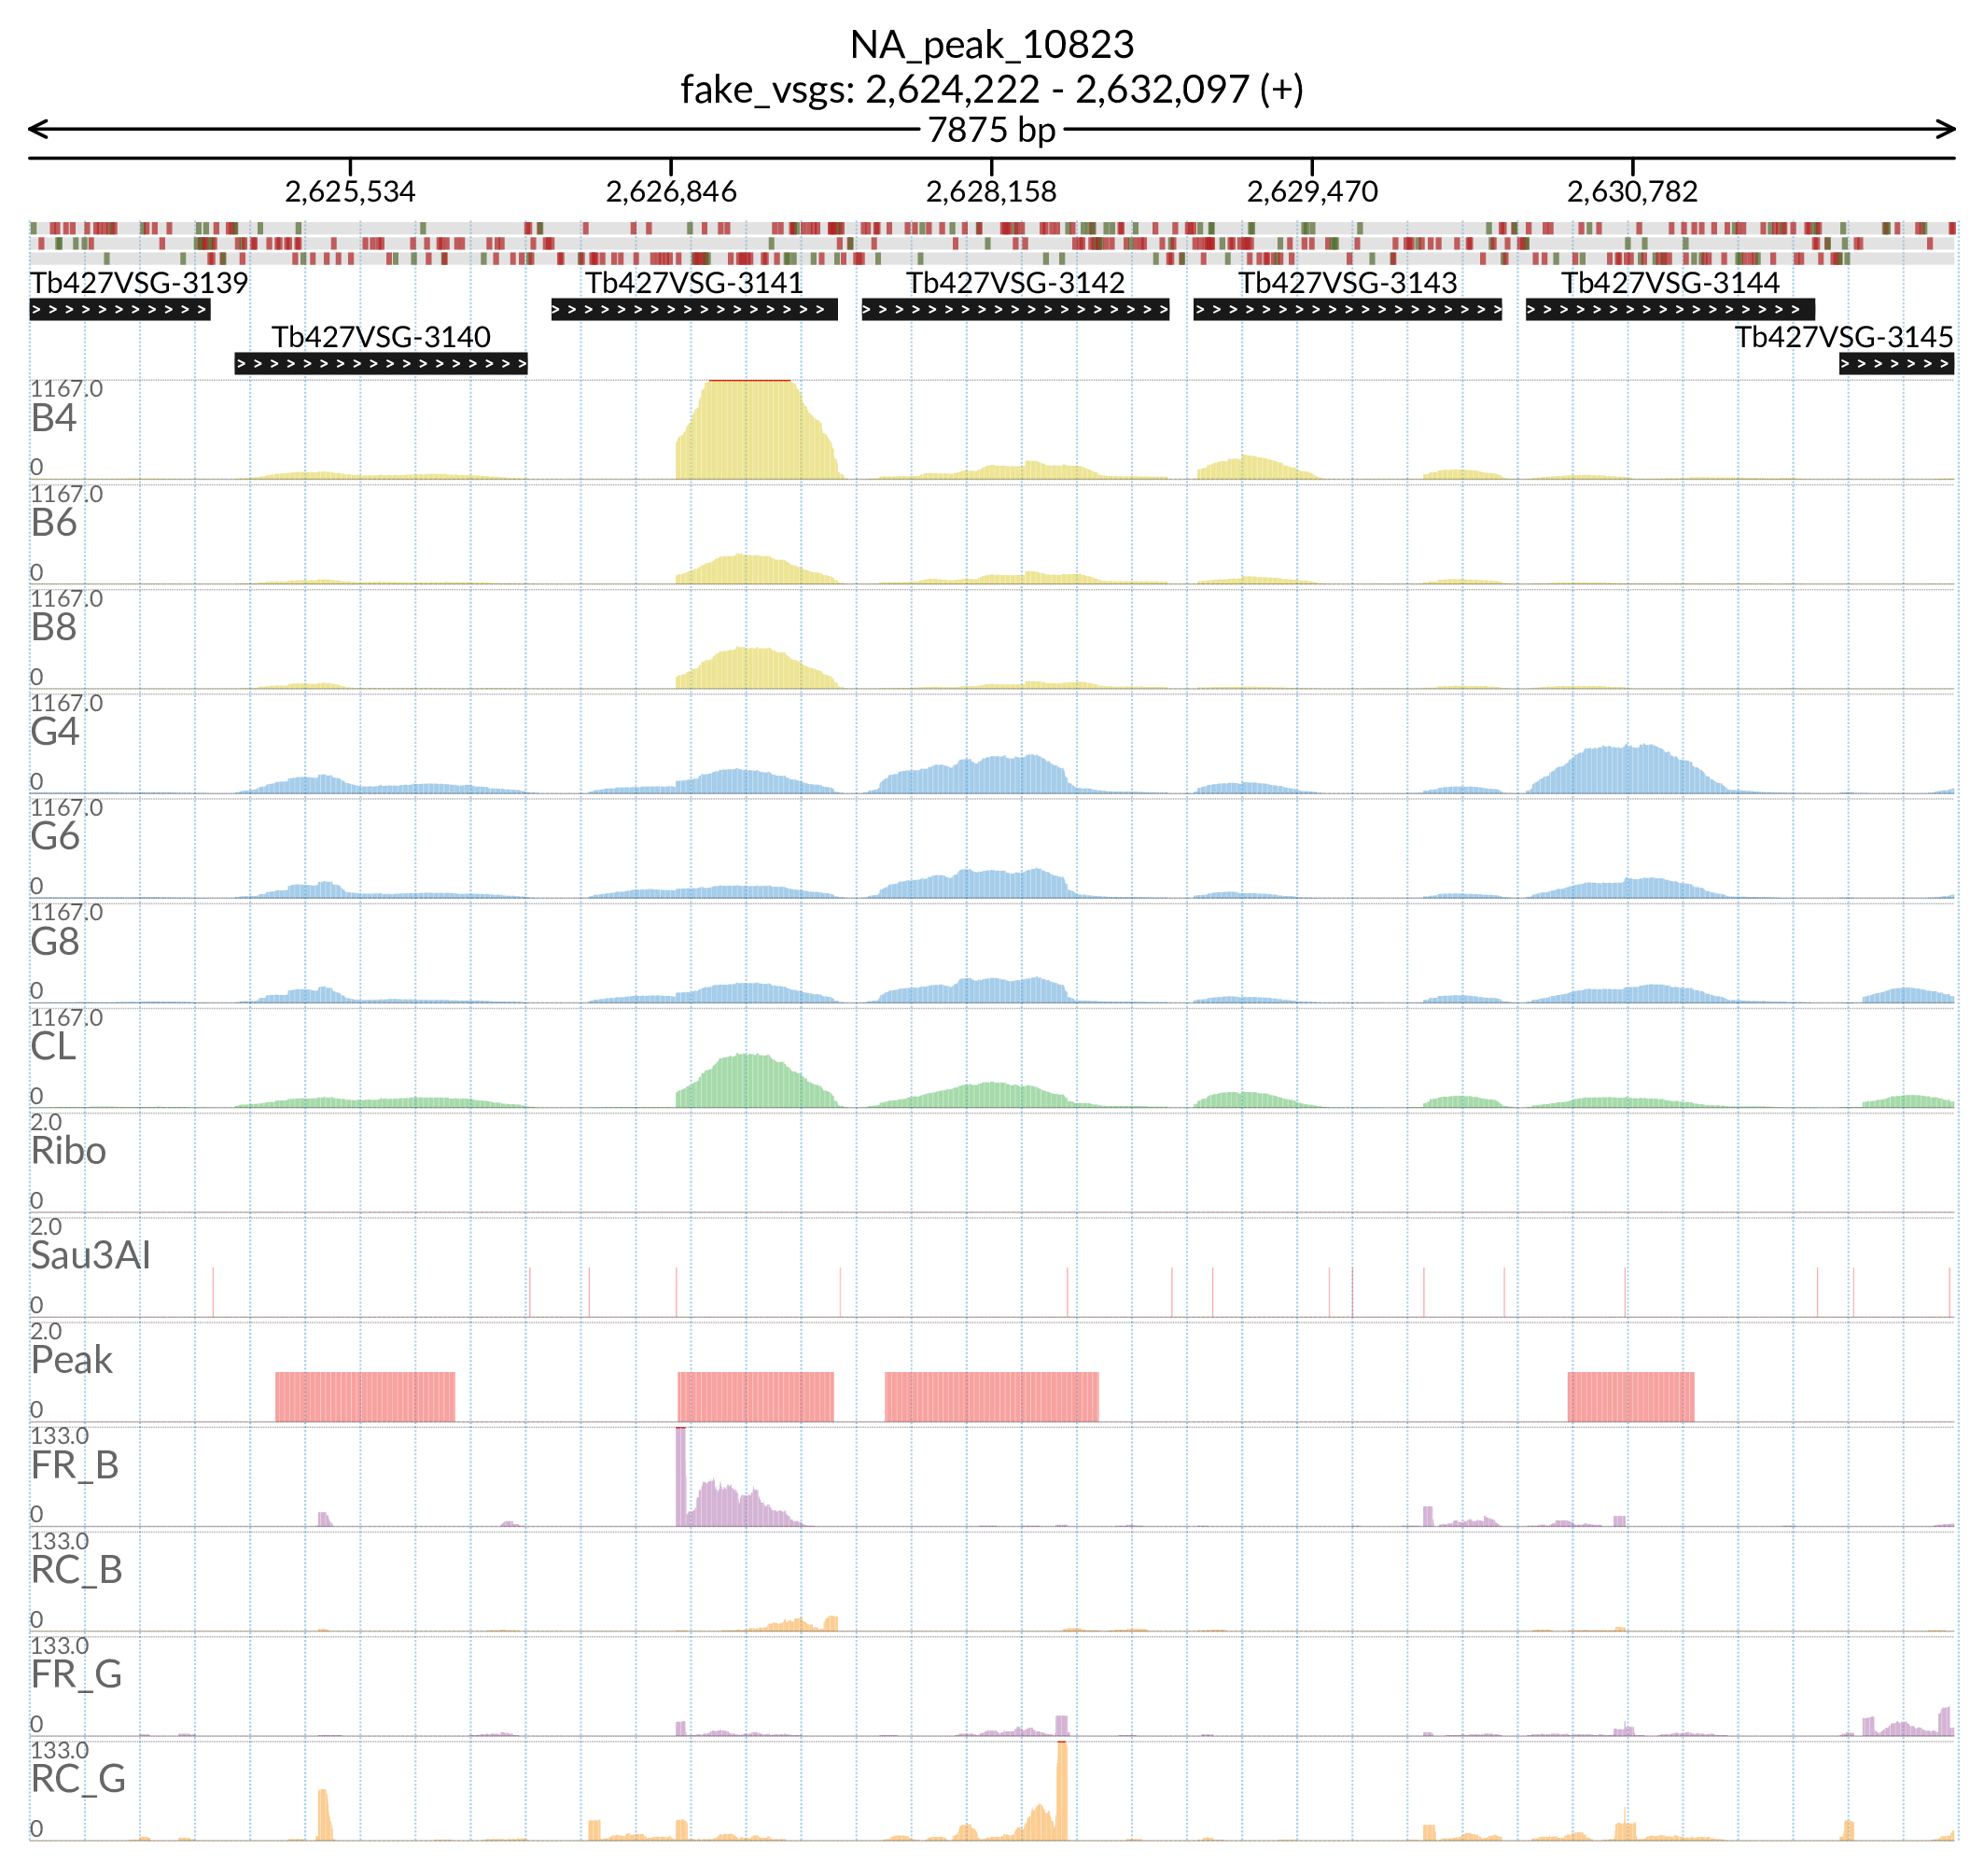 NA_peak_10823
fake_vsgs: 2,624,222 - 2,632,097 (+)
7875 bp
2,625,534 2,626,846 2,628,158 2,629,470 2,630,782
Tb427VSG-3139 Tb427VSG-3141 Tb427VSG-3142 Tb427VSG-3143 Tb427VSG-3144
Tb427VSG-3140 Tb427VSG-3145
1167.0
B4
0
1167.0
B6
0
1167.0
B8
0
1167.0
G4
0
1167.0
G6
0
1167.0
G8
0
1167.0
CL
0
2.0
Ribo
0
2.0
Sau3AI
0
2.0
Peak
0
133.0
FR_B
0
133.0
RC_B
0
133.0
FR_G
0
133.0
RC_G
0